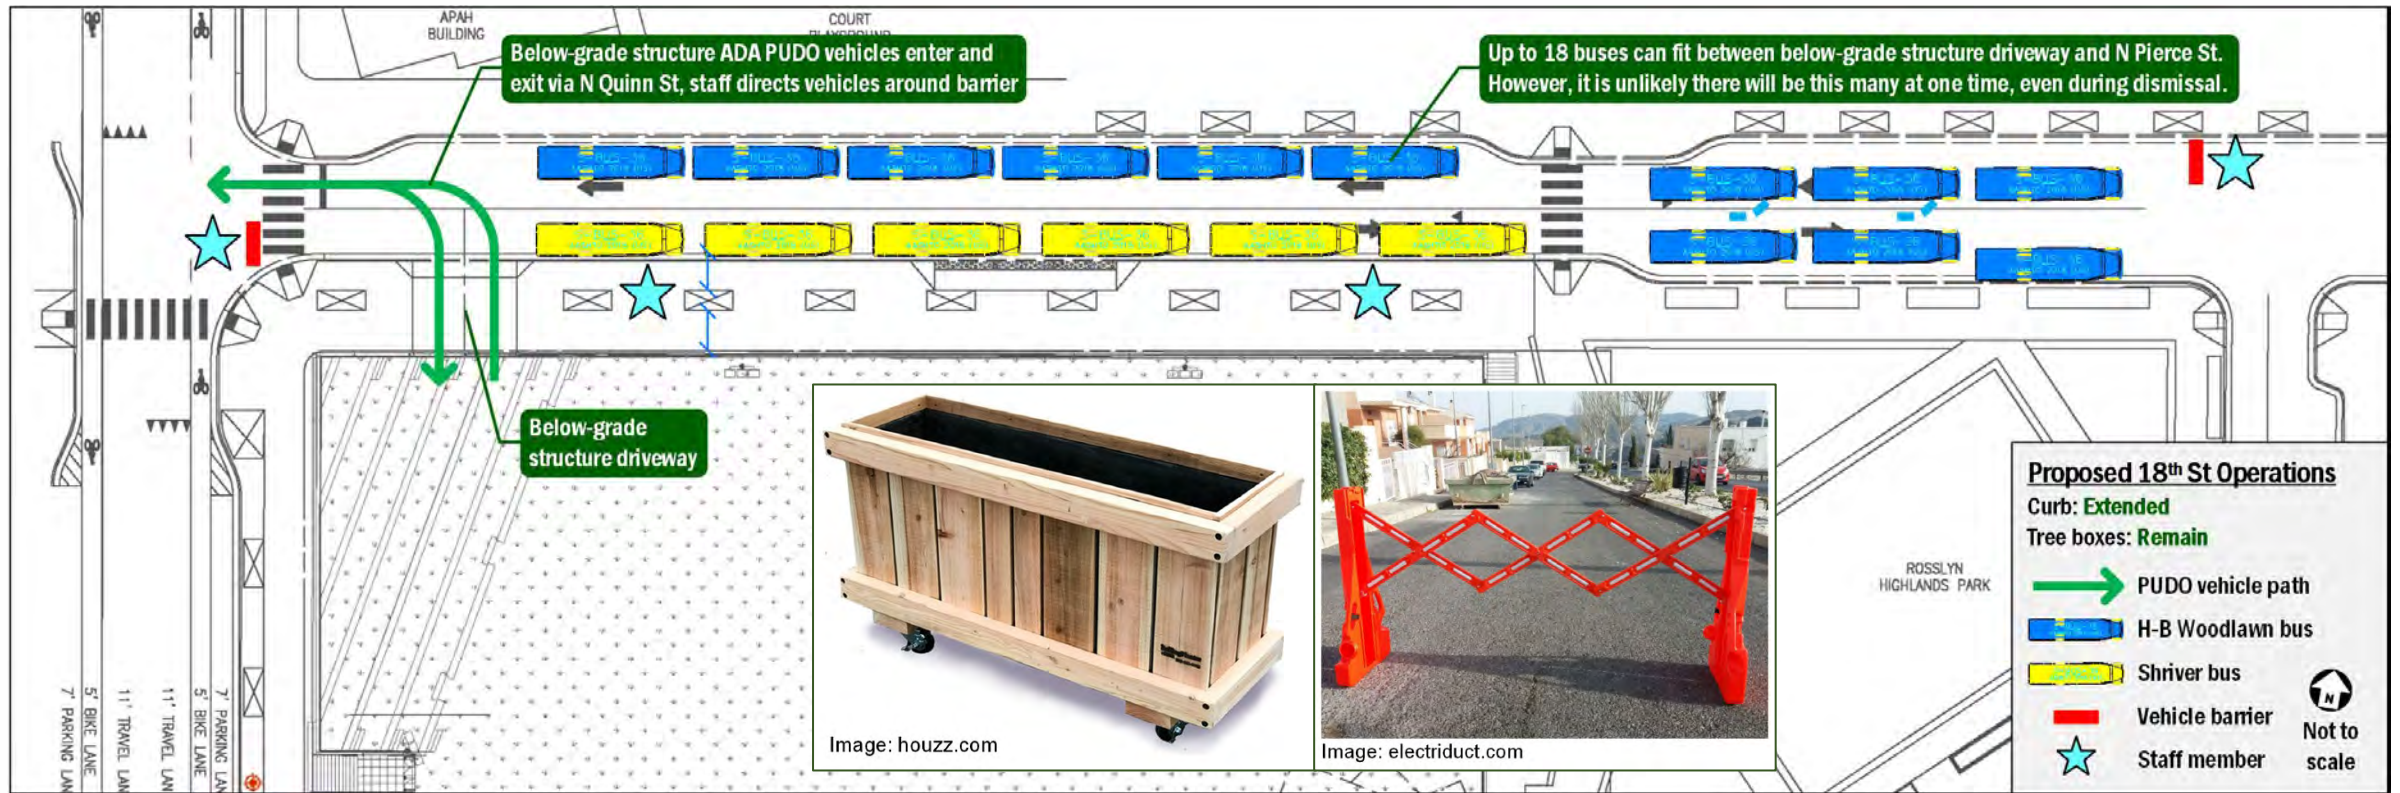 APAH
BUILDING
COURT
PLAYGROUND
Below-grade structure ADA PUDO vehicles enter and
exit via N Quinn St, staff directs vehicles around barrier
Up to 18 buses can fit between below-grade structure driveway and N Pierce St.
However, it is unlikely there will be this many at one time, even during dismissal.
Below-grade
structure driveway
7' PARKING LAN
5' BIKE LANE
11' TRAVEL LAN
11' TRAVEL LAN
5' BIKE LANE
7' PARKING LAN
Image: houzz.com
Image: electriduct.com
ROSSLYN
HIGHLANDS PARK
Proposed 18th St Operations
Curb: Extended
Tree boxes: Remain
PUDO vehicle path
H-B Woodlawn bus
Shriver bus
Vehicle barrier
Staff member
N
Not to
scale